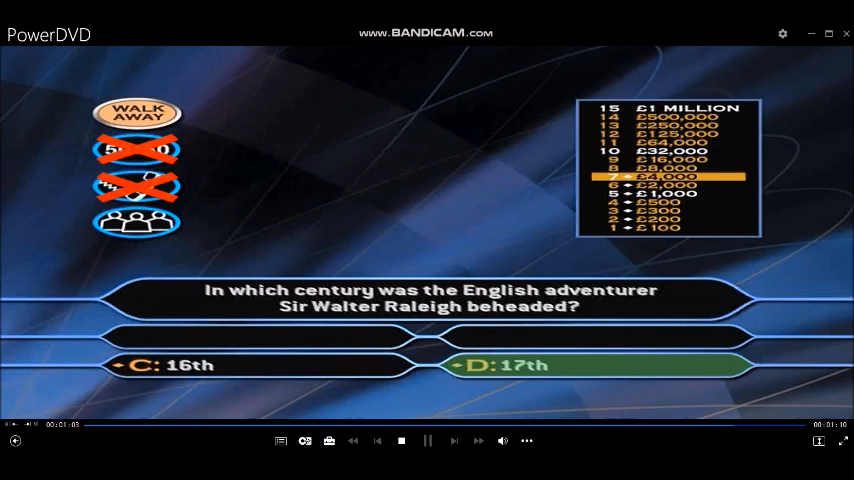 PowerDVD
www.BANDICAM.com
WALK
AWAY
15 £1 MILLION
14 £500,000
13 £250,000
12 £125,000
11 £64,000
10 £32,000
9 £16,000
8 £8,000
7 £4,000
6 £2,000
5 £1,000
4 £500
3 £300
2 £200
1 £100
In which century was the English adventurer
Sir Walter Raleigh beheaded?
C: 16th
D: 17th
00:01:03
00:01:10